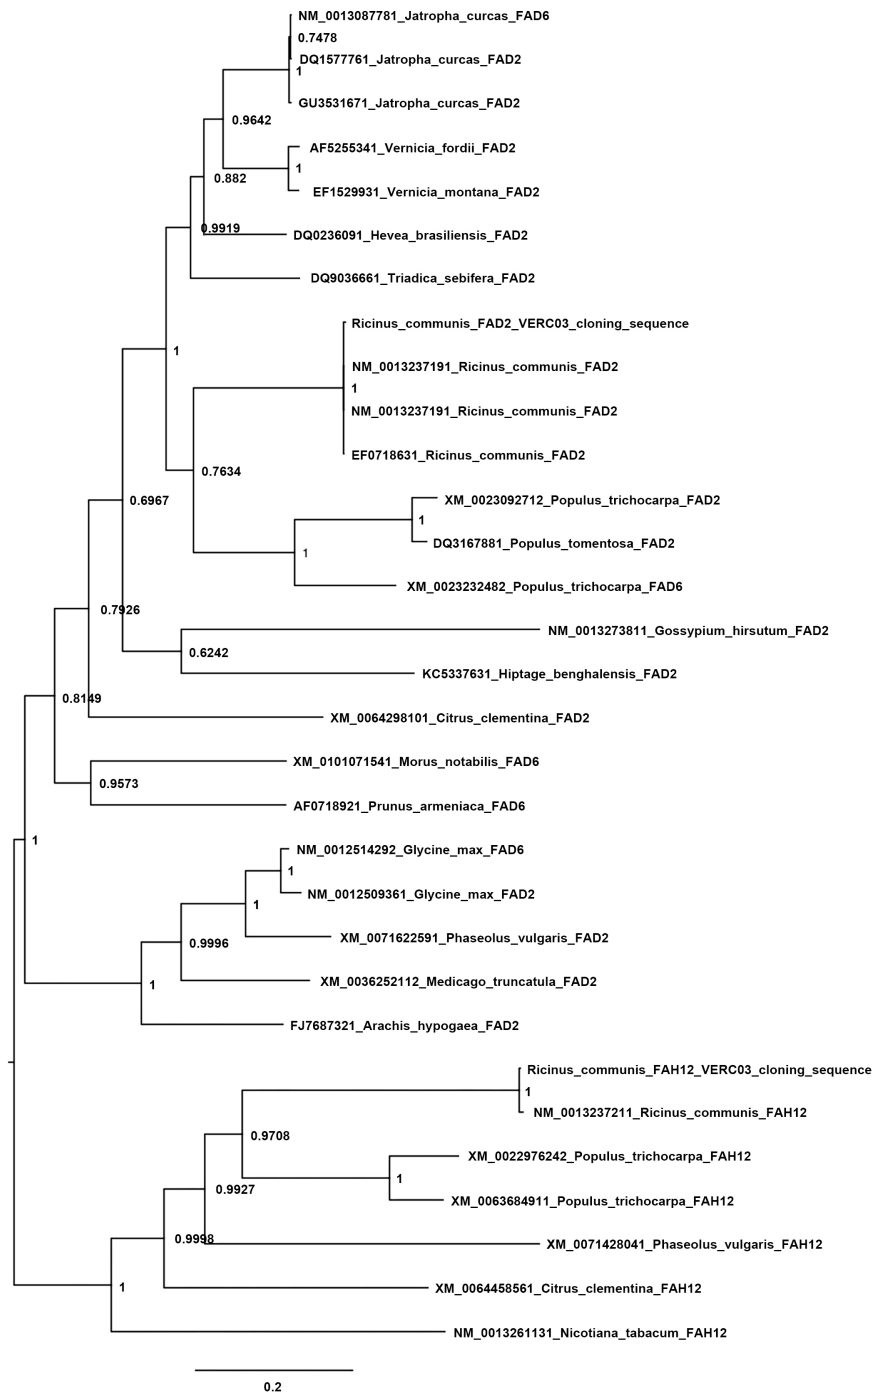 NM_0013087781_Jatropha_curcas_FAD6
0.7478
DQ1577761_Jatropha_curcas_FAD2
1
GU3531671_Jatropha_curcas_FAD2
0.9642
AF5255341_Vernicia_fordii_FAD2
1
0.882
EF1529931_Vernicia_montana_FAD2
0.9919
DQ0236091_Hevea_brasiliensis_FAD2
DQ9036661_Triadica_sebifera_FAD2
Ricinus_communis_FAD2_VERC03_cloning_sequence
1
NM_0013237191_Ricinus_communis_FAD2
1
NM_0013237191_Ricinus_communis_FAD2
EF0718631_Ricinus_communis_FAD2
0.7634
XM_0023092712_Populus_trichocarpa_FAD2
0.6967
1
DQ3167881_Populus_tomentosa_FAD2
1
XM_0023232482_Populus_trichocarpa_FAD6
0.7926
NM_0013273811_Gossypium_hirsutum_FAD2
0.6242
KC5337631_Hiptage_benghalensis_FAD2
0.8149
XM_0064298101_Citrus_clementina_FAD2
XM_0101071541_Morus_notabilis_FAD6
0.9573
AF0718921_Prunus_armeniaca_FAD6
1
NM_0012514292_Glycine_max_FAD6
1
NM_0012509361_Glycine_max_FAD2
1
XM_0071622591_Phaseolus_vulgaris_FAD2
0.9996
XM_0036252112_Medicago_truncatula_FAD2
1
FJ7687321_Arachis_hypogaea_FAD2
Ricinus_communis_FAH12_VERC03_cloning_sequence
1
NM_0013237211_Ricinus_communis_FAH12
0.9708
XM_0022976242_Populus_trichocarpa_FAH12
1
0.9927
XM_0063684911_Populus_trichocarpa_FAH12
0.9998
XM_0071428041_Phaseolus_vulgaris_FAH12
1
XM_0064458561_Citrus_clementina_FAH12
NM_0013261131_Nicotiana_tabacum_FAH12
0.2